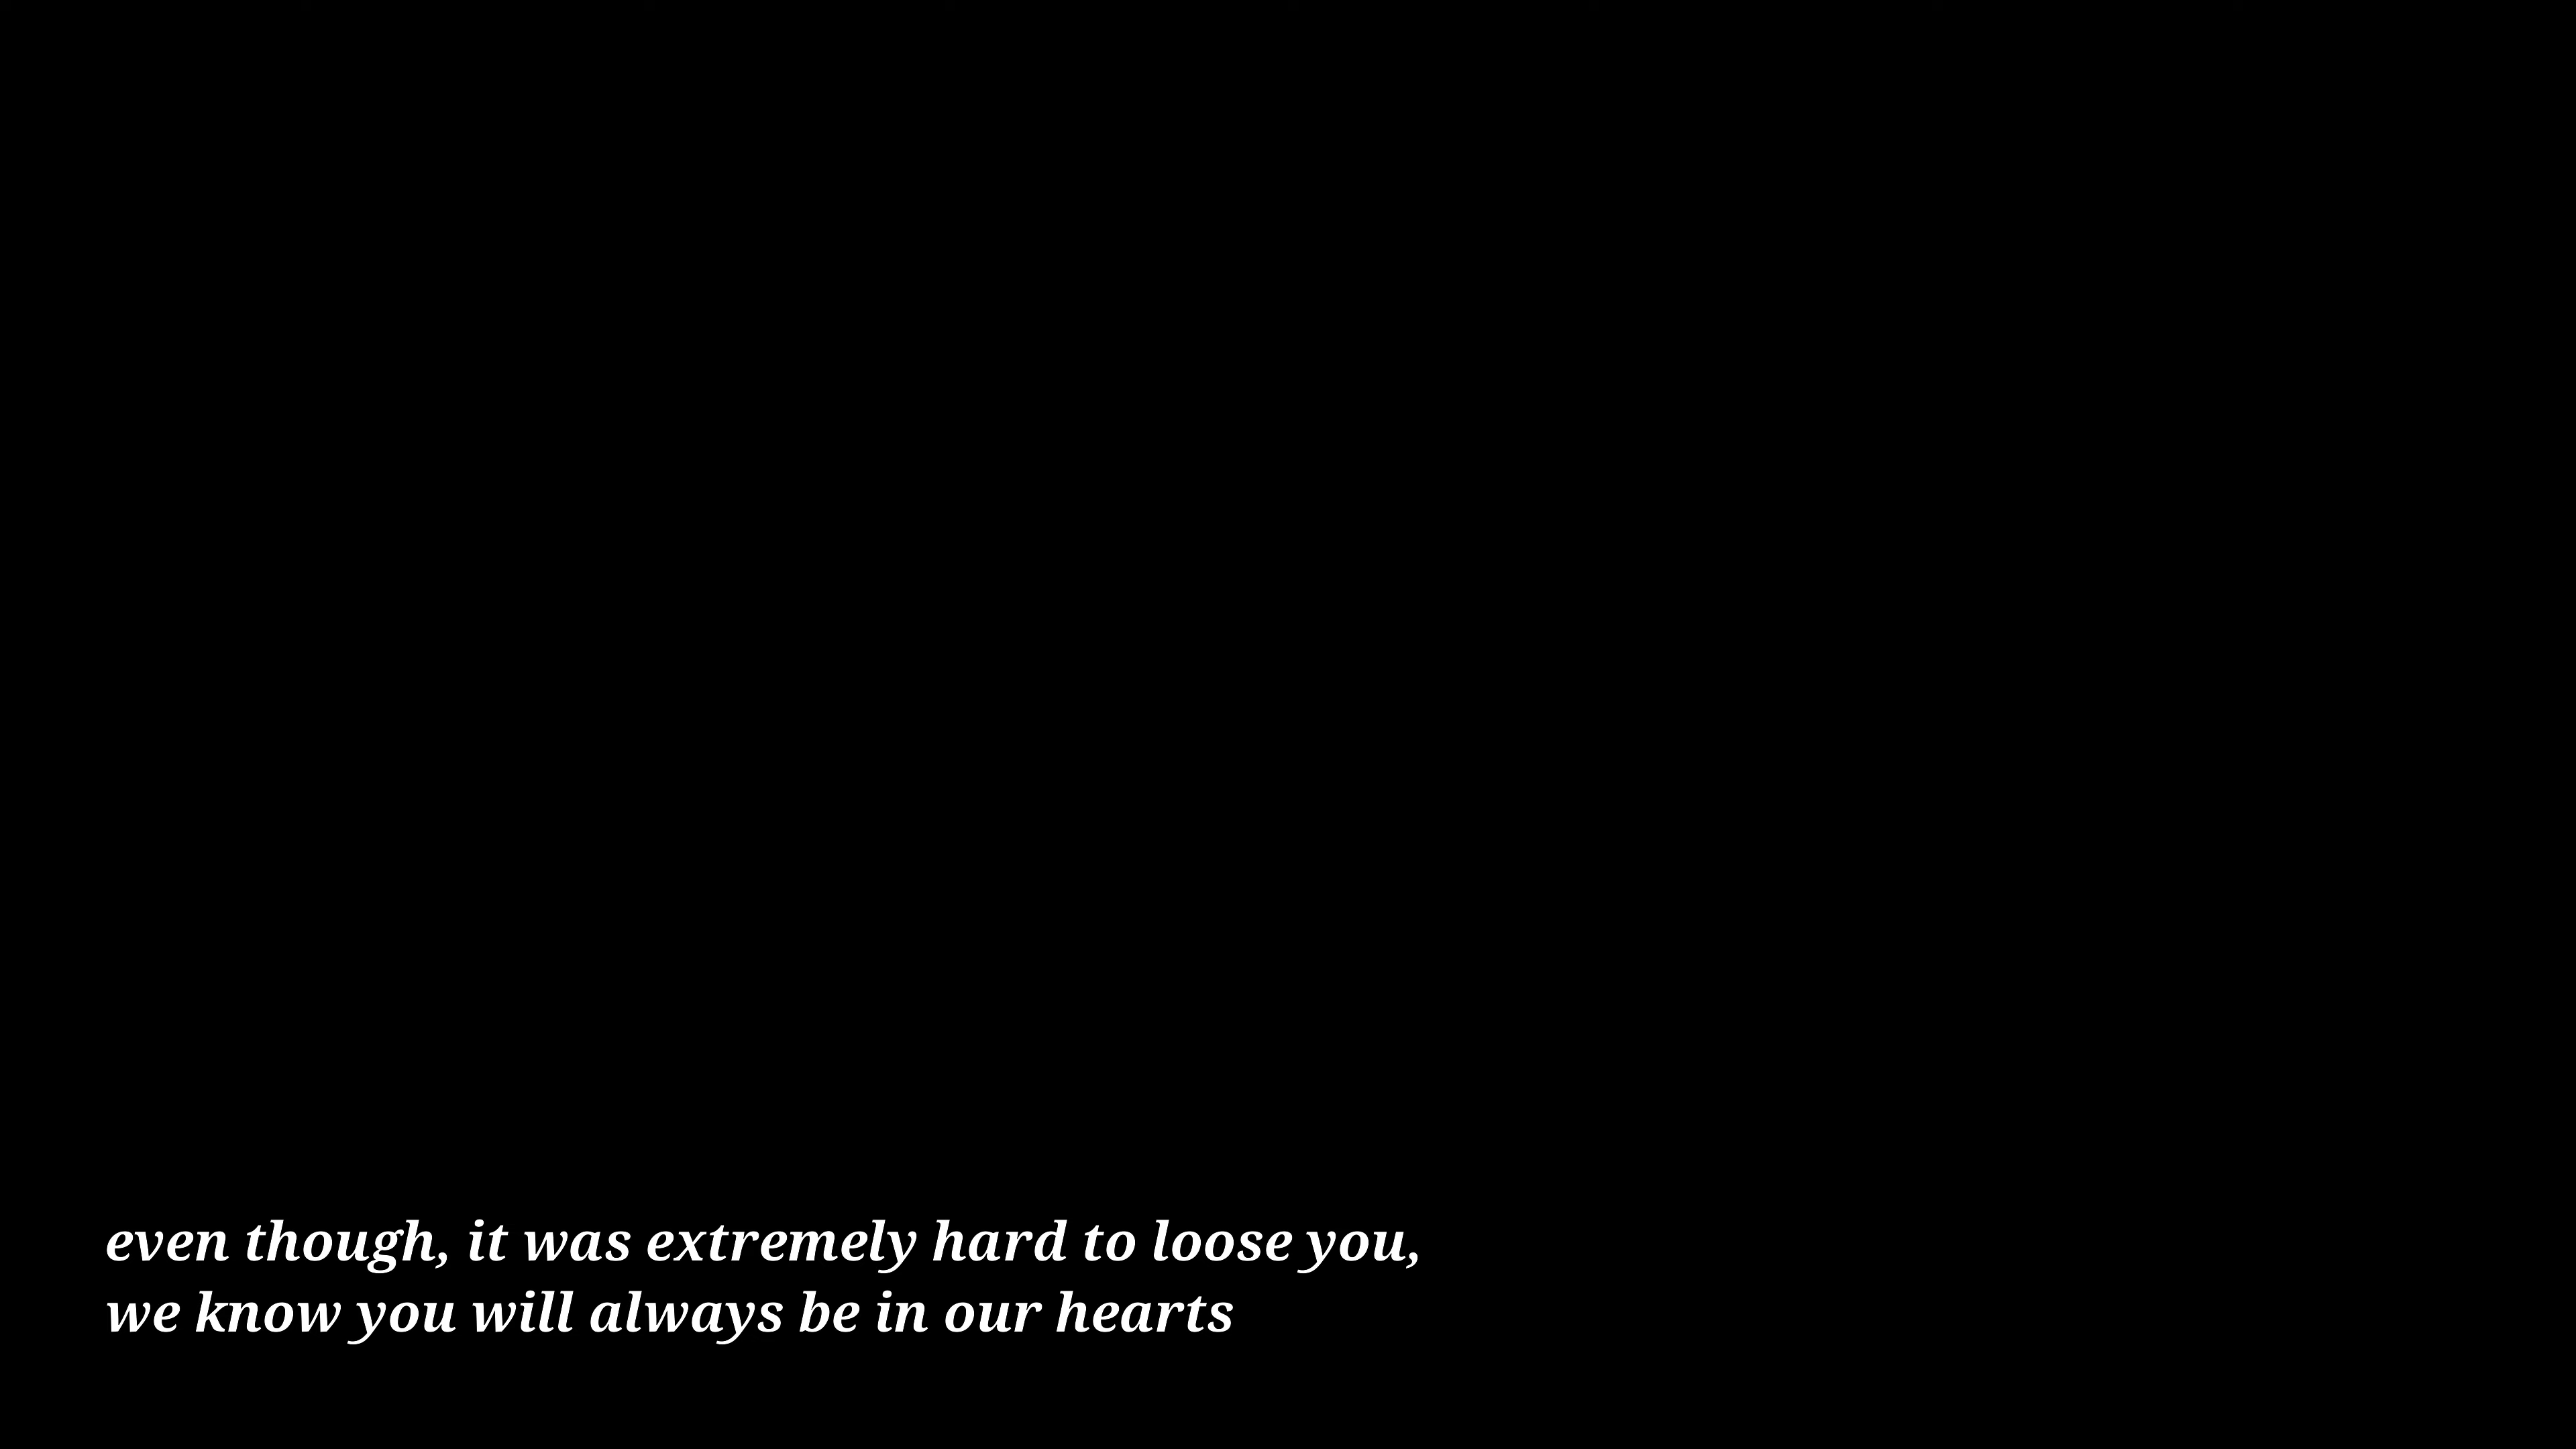 even though, it was extremely hard to loose you,
we know you will always be in our hearts